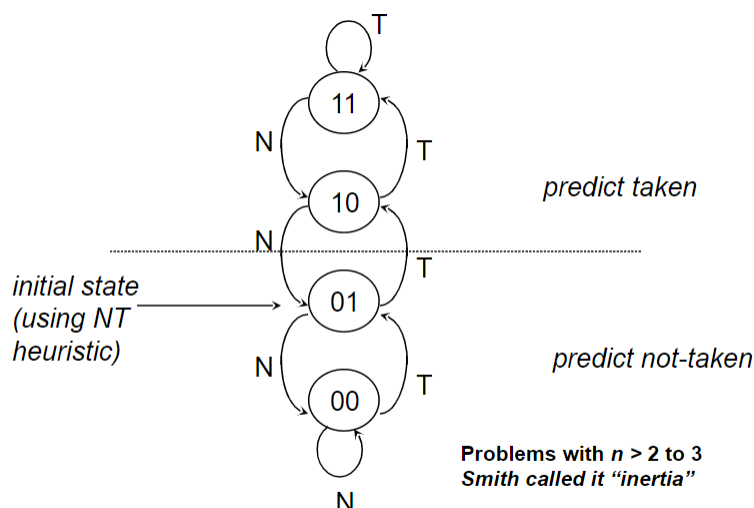 T
11
N
T
10
predict taken
N
T
initial state
(using NT
heuristic)
01
predict not-taken
N
T
00
Problems with n > 2 to 3
Smith called it “inertia”
N